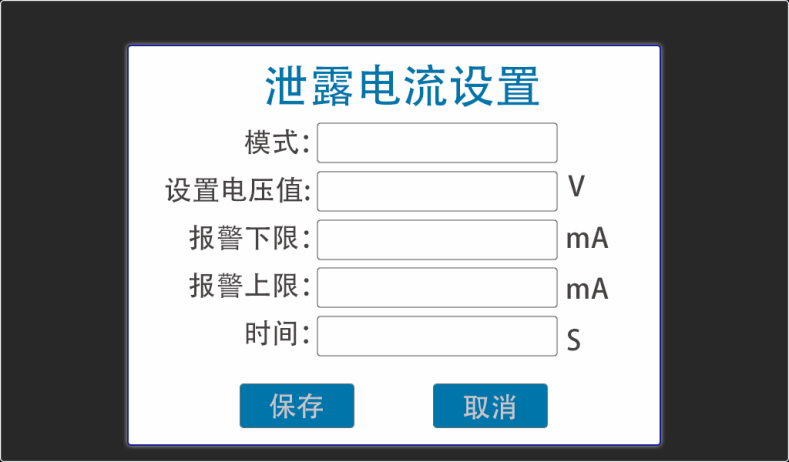 泄露电流设置
模式：
设置电压值: V
报警下限： mA
报警上限： mA
时间： S
保存 取消